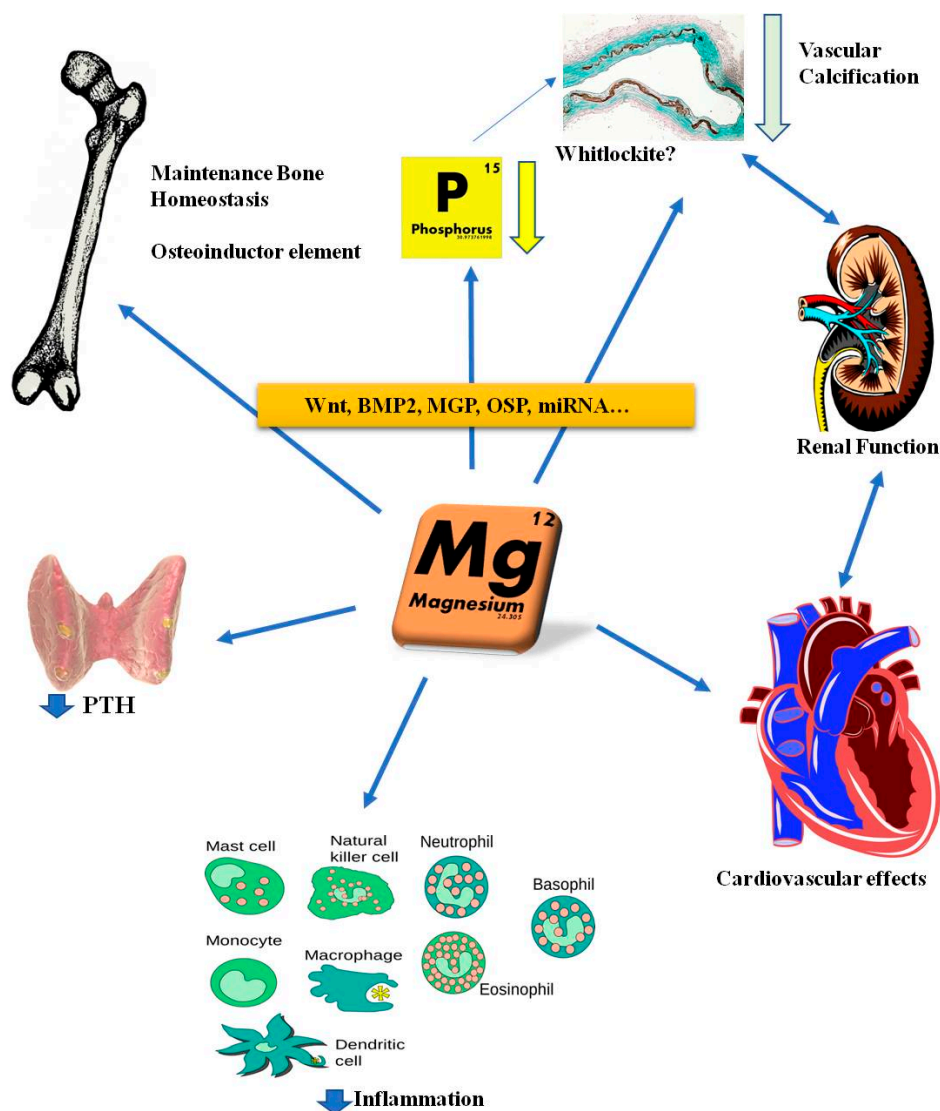 Vascular
Calcification
Whitlockite?
15
P
Phosphorus
30.973761998
Maintenance Bone
Homeostasis
Osteoinductor element
Wnt, BMP2, MGP, OSP, miRNA…
Renal Function
12
Mg
Magnesium
24.305
PTH
Cardiovascular effects
Mast cell
Natural
killer cell
Neutrophil
Basophil
Monocyte
Macrophage
Eosinophil
Dendritic
cell
Inflammation